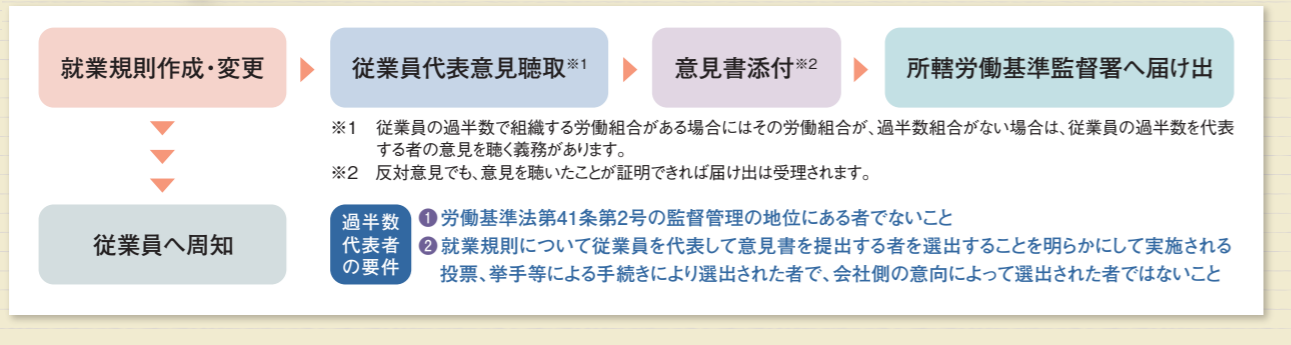 就業規則作成・変更
従業員代表意見聴取※1
意見書添付※2
所轄労働基準監督署へ届け出
※1 従業員の過半数で組織する労働組合がある場合にはその労働組合が、過半数組合がない場合は、従業員の過半数を代表
する者の意見を聴く義務があります。
※2 反対意見でも、意見を聴いたことが証明できれば届け出は受理されます。
従業員へ周知
過半数
代表者
の要件
❶労働基準法第41条第2号の監督管理の地位にある者でないこと
❷就業規則について従業員を代表して意見書を提出する者を選出することを明らかにして実施される
投票、挙手等による手続きにより選出された者で、会社側の意向によって選出された者ではないこと